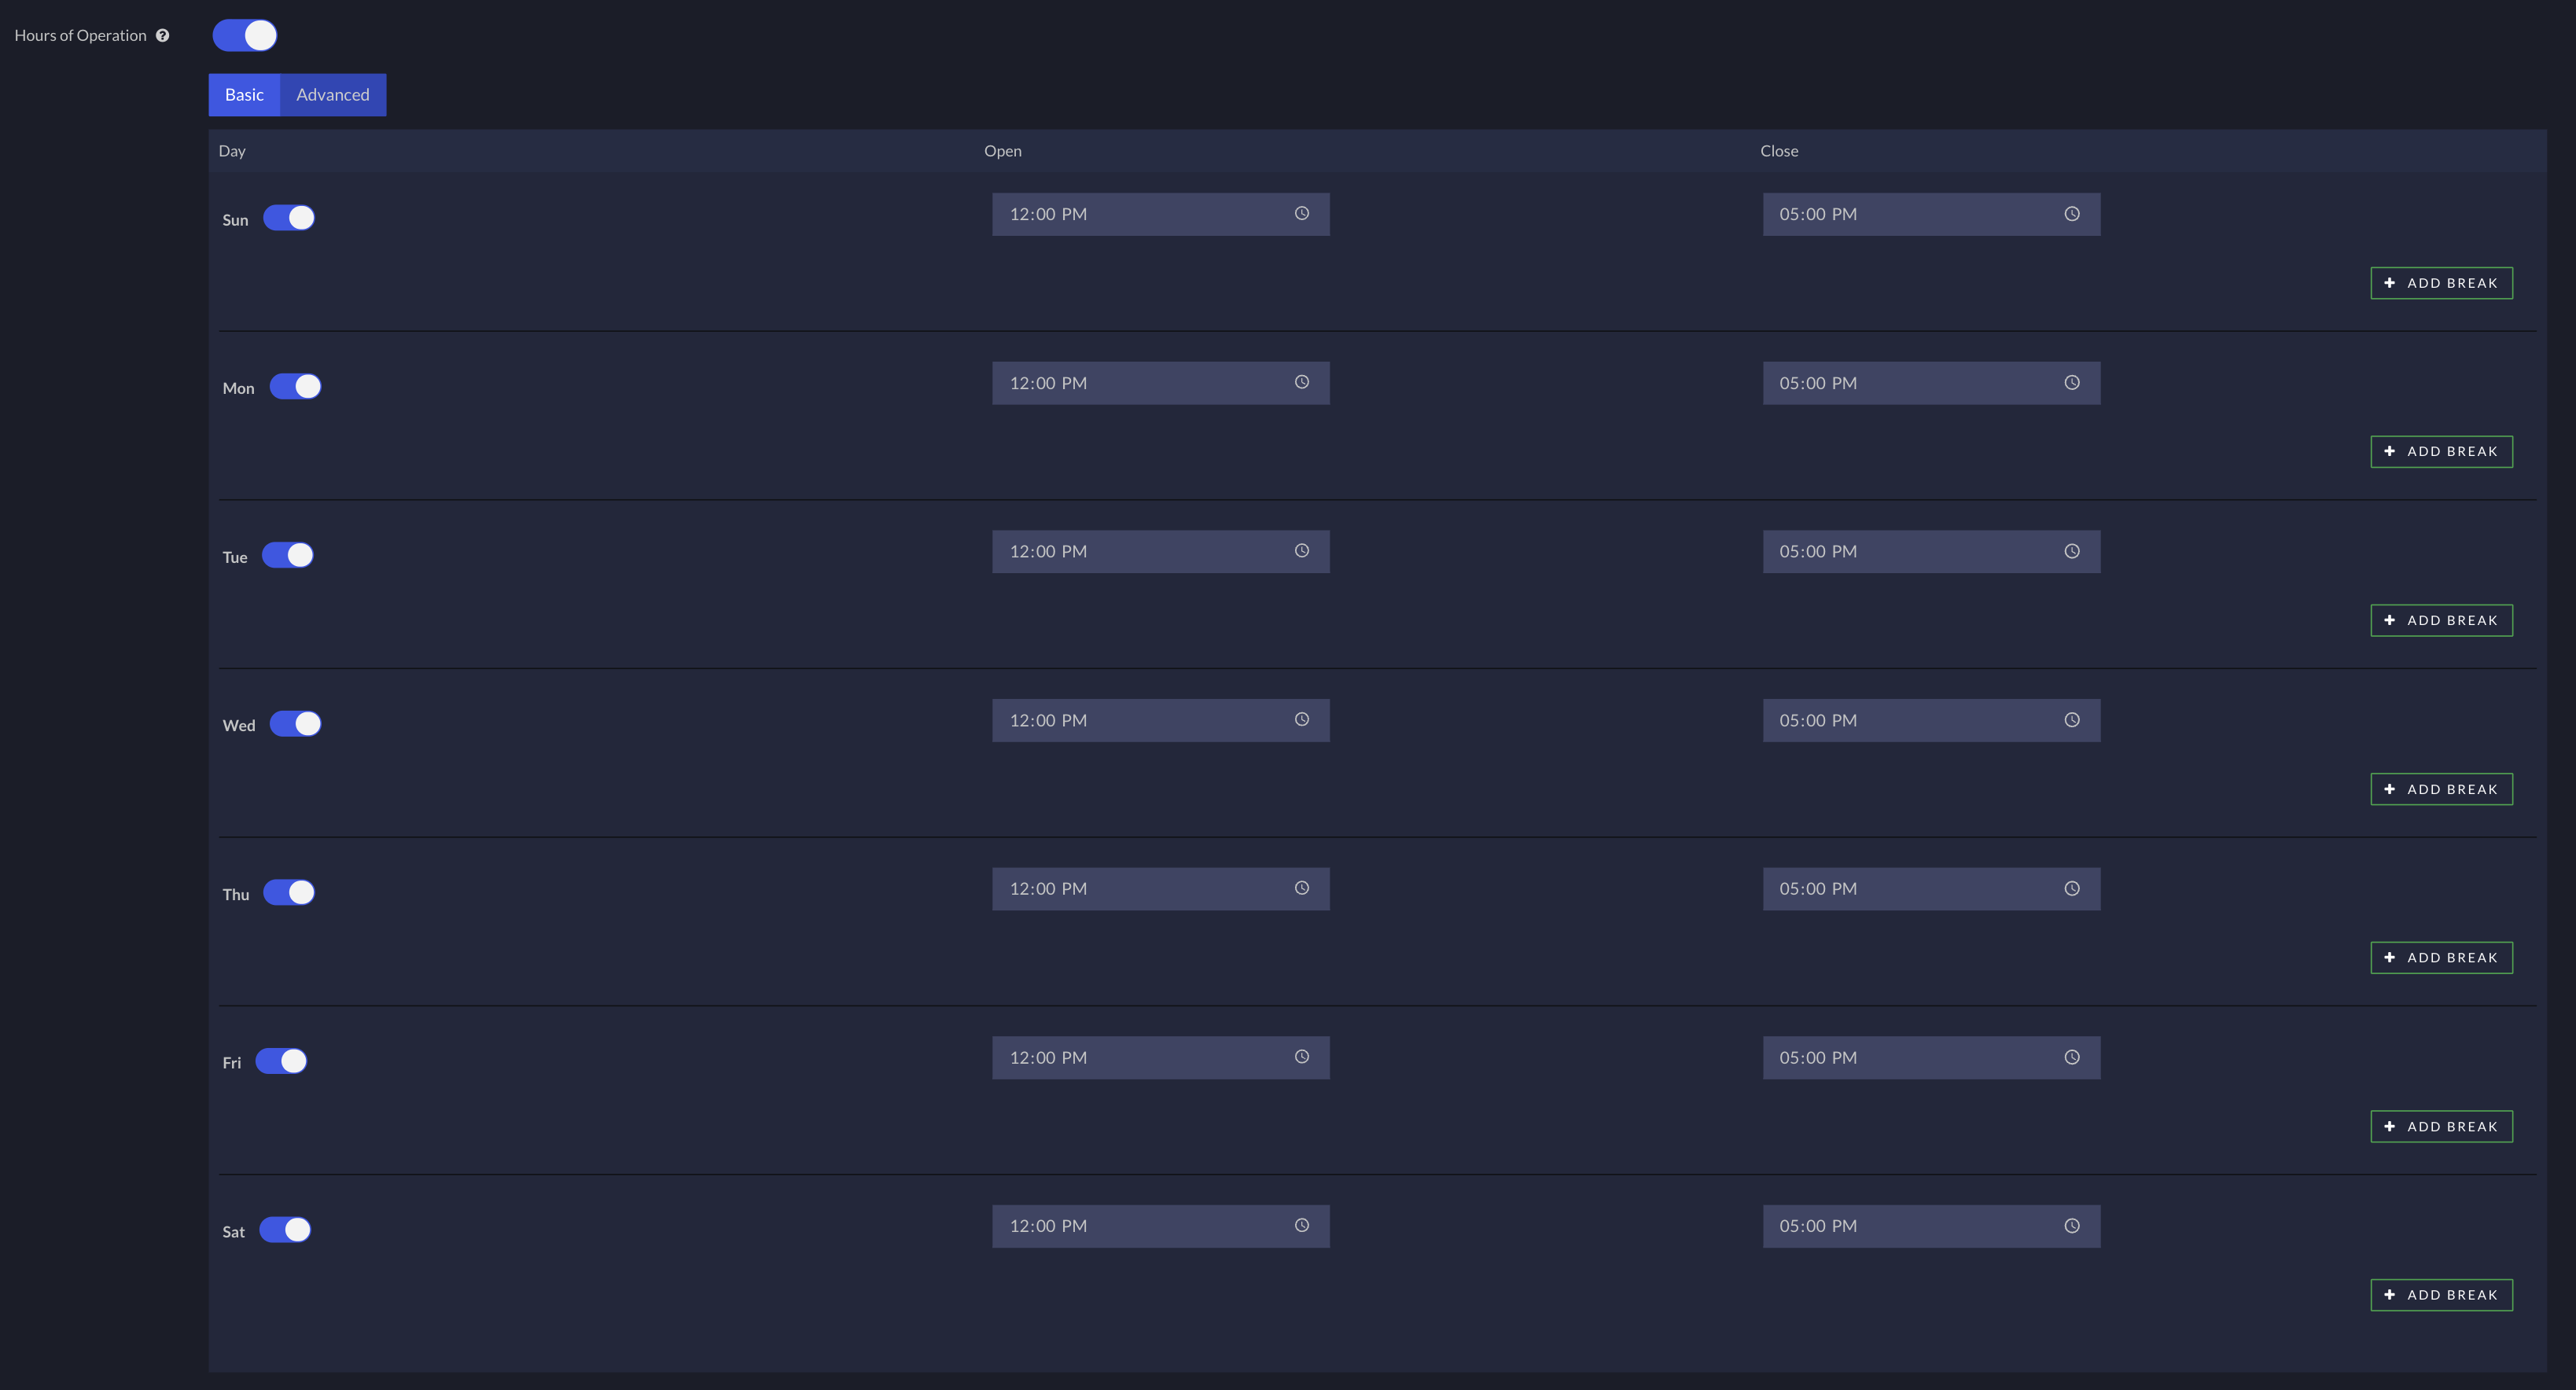 Hours of Operation
Basic Advanced
Day Open Close
Sun 12:00 PM 05:00 PM
+ ADD BREAK
Mon 12:00 PM 05:00 PM
+ ADD BREAK
Tue 12:00 PM 05:00 PM
+ ADD BREAK
Wed 12:00 PM 05:00 PM
+ ADD BREAK
Thu 12:00 PM 05:00 PM
+ ADD BREAK
Fri 12:00 PM 05:00 PM
+ ADD BREAK
Sat 12:00 PM 05:00 PM
+ ADD BREAK